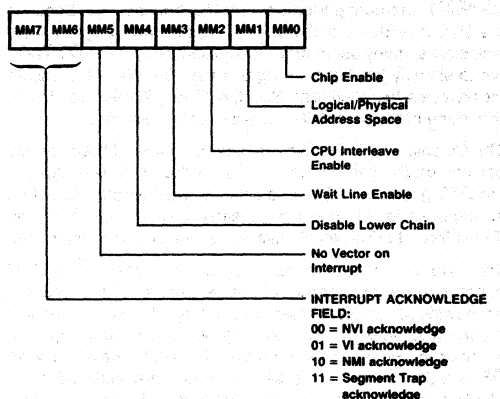 MM7 MM6 MM5 MM4 MM3 MM2 MM1 MM0
Chip Enable
Logical/Physical
Address Space
CPU Interleave
Enable
Wait Line Enable
Disable Lower Chain
No Vector on
Interrupt
INTERRUPT ACKNOWLEDGE
FIELD:
00 = NVI acknowledge
01 = VI acknowledge
10 = NMI acknowledge
11 = Segment Trap
acknowledge